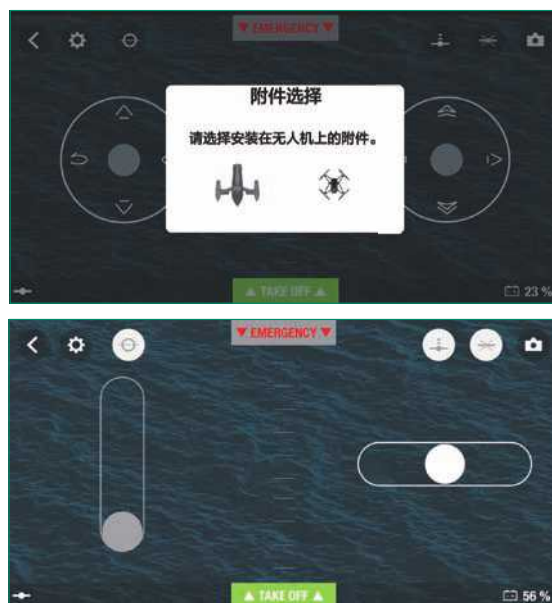 ▼ EMERGENCY ▼
附件选择
请选择安装在无人机上的附件。
▲ TAKE OFF ▲
23 %
▼ EMERGENCY ▼
▲ TAKE OFF ▲
56 %